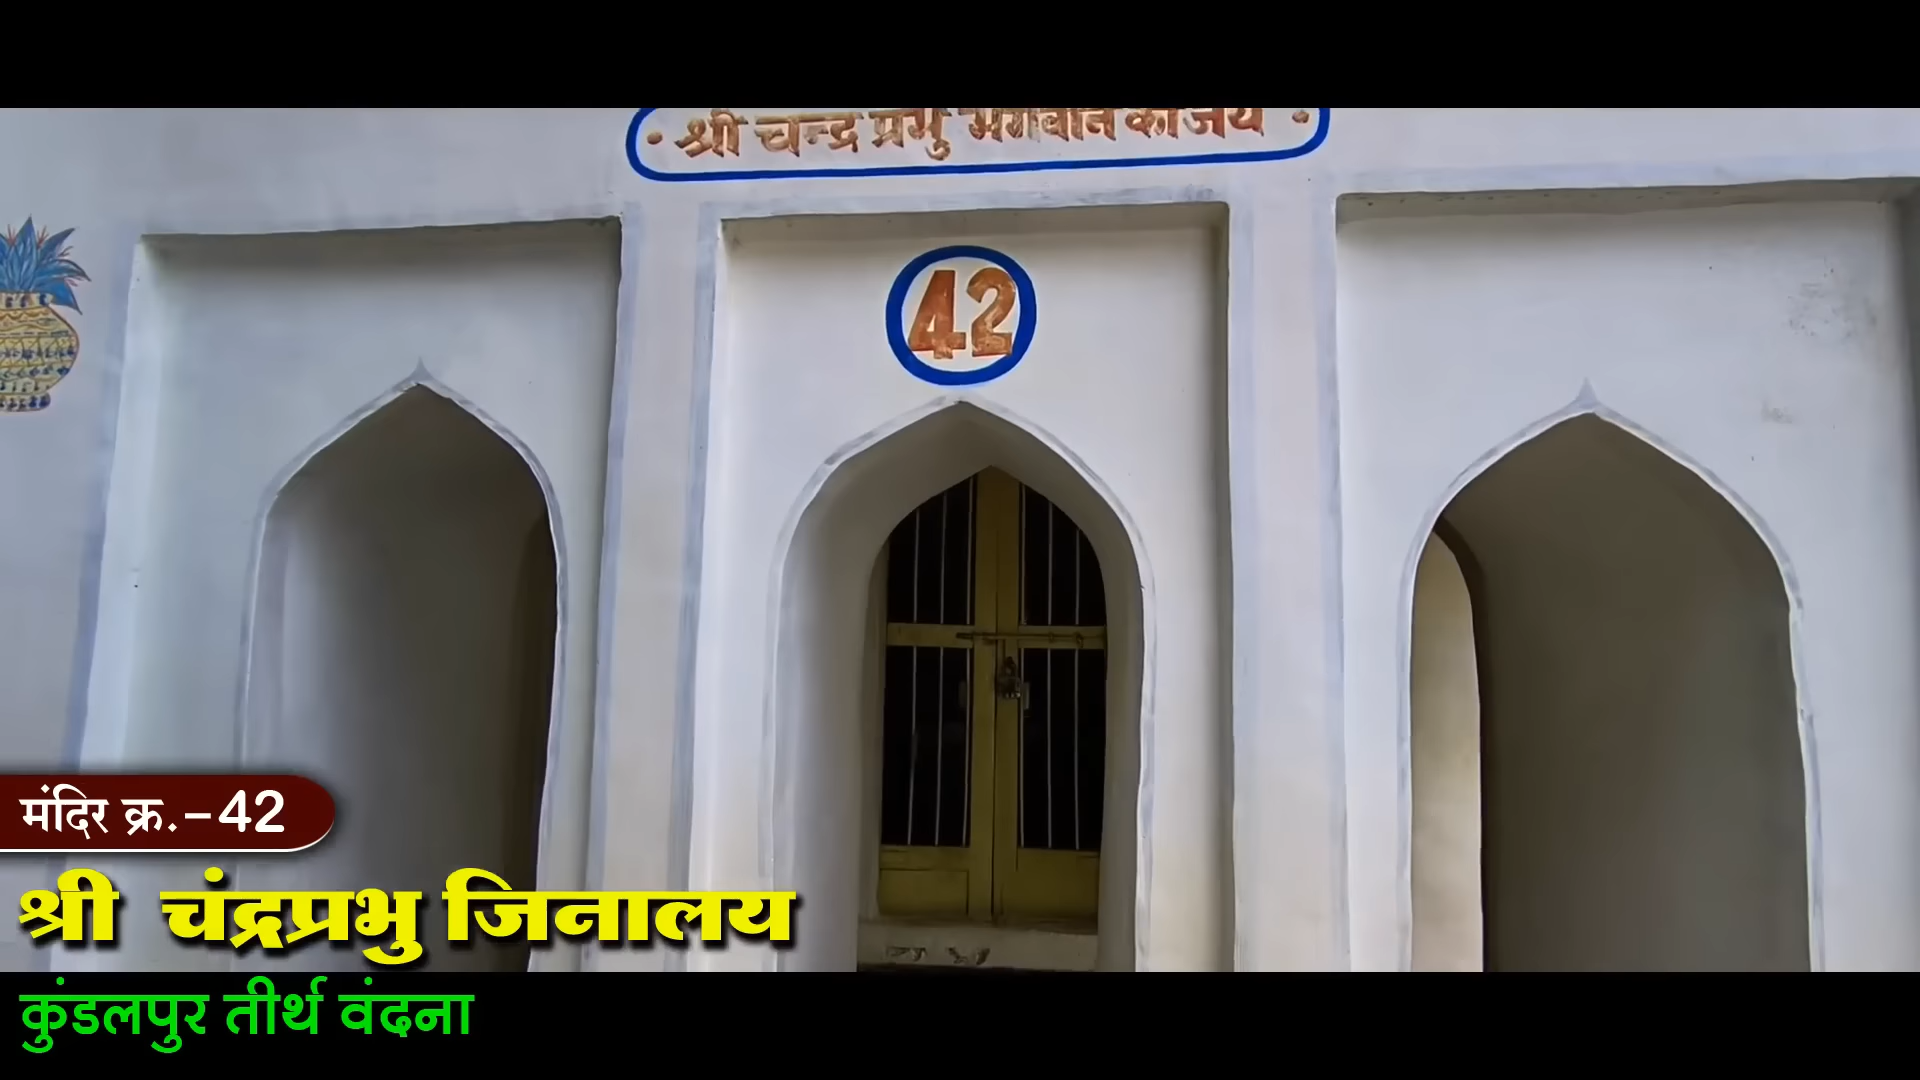 श्री चन्द्र प्रभु भगवान की जय
42
मंदिर क्र.-42
श्री चंद्रप्रभु जिनालय
कुंडलपुर तीर्थ वंदना